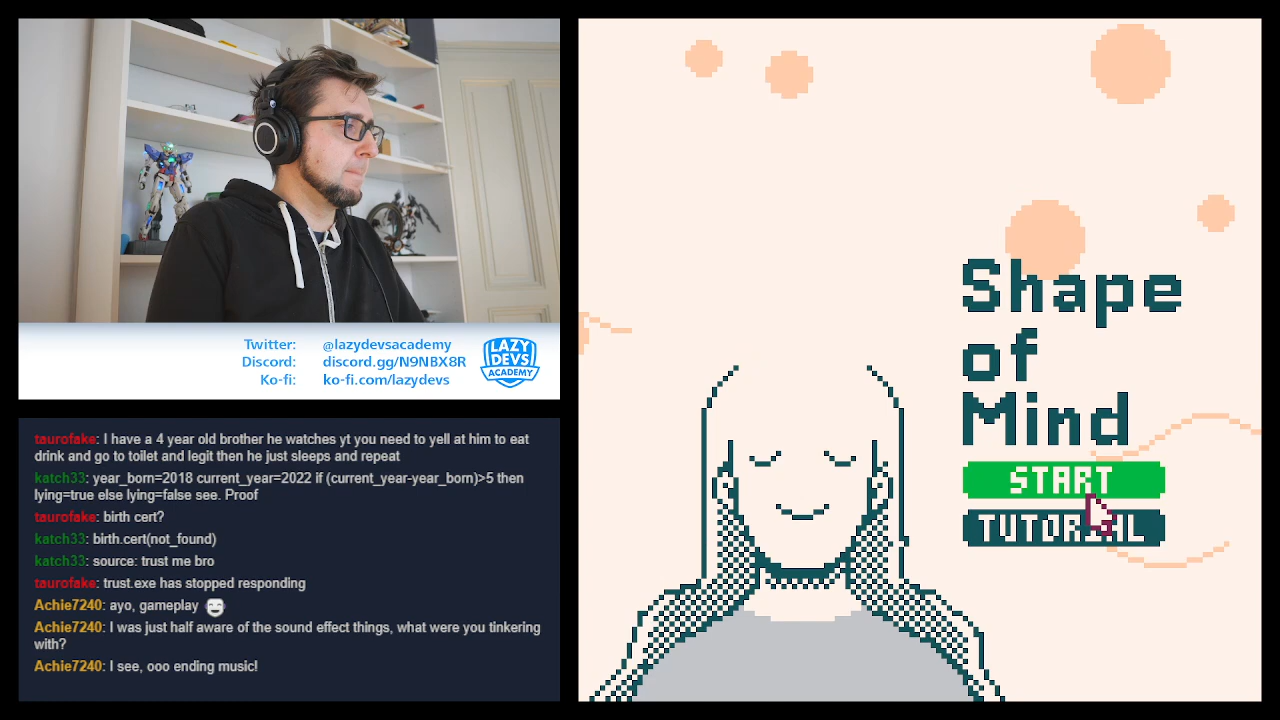 Twitter: @lazydevsacademy
Discord: discord.gg/N9NBX8R
Ko-fi: ko-fi.com/lazydevs
LAZY
DEVS
ACADEMY
taurofake: I have a 4 year old brother he watches yt you need to yell at him to eat
drink and go to toilet and legit then he just sleeps and repeat
katch33: year_born=2018 current_year=2022 if (current_year-year_born)>5 then
lying=true else lying=false see. Proof
taurofake: birth cert?
katch33: birth.cert(not_found)
katch33: source: trust me bro
taurofake: trust.exe has stopped responding
Achie7240: ayo, gameplay
Achie7240: I was just half aware of the sound effect things, what were you tinkering
with?
Achie7240: I see, ooo ending music!
Shape
of
Mind
START
TUTORIAL